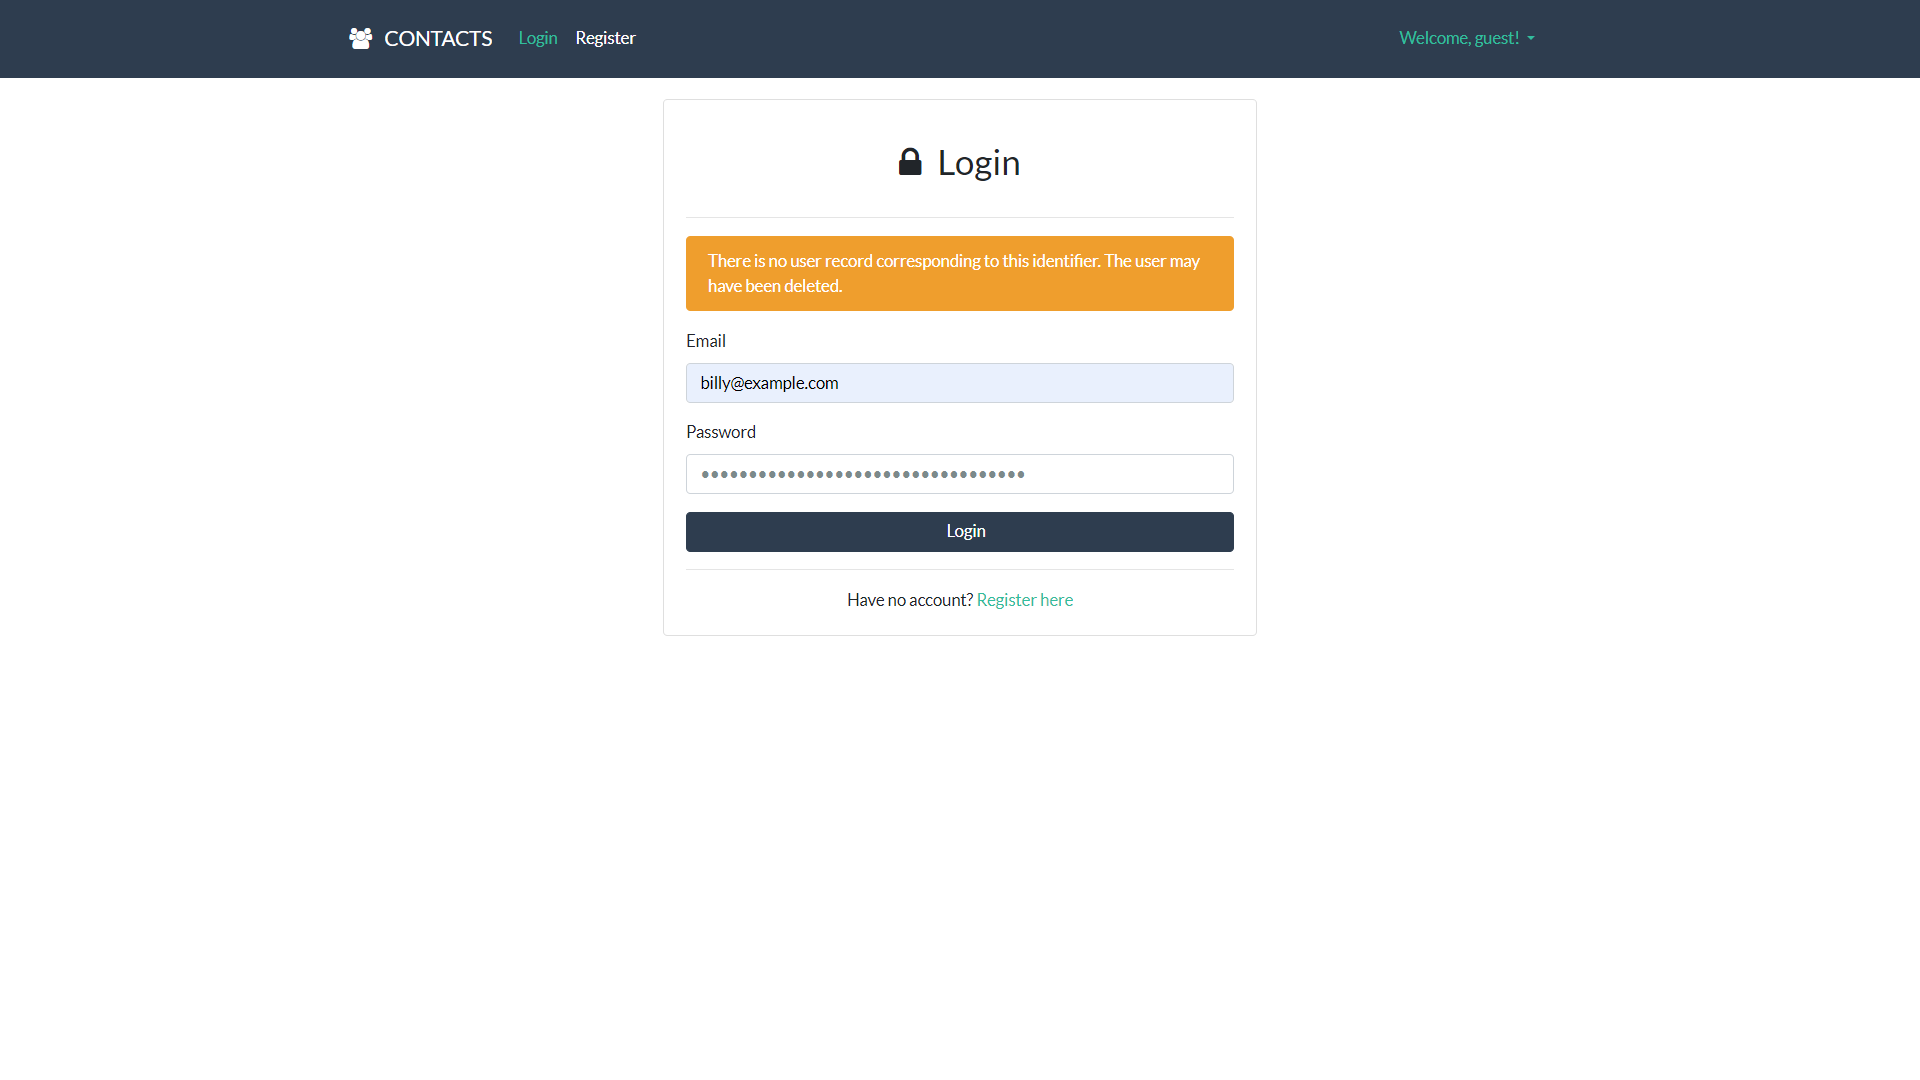 CONTACTS Login Register Welcome, guest!
Login
There is no user record corresponding to this identifier. The user may
have been deleted.
Email
billy@example.com
Password
••••••••••••••••••••••••••••••••••
Login
Have no account? Register here